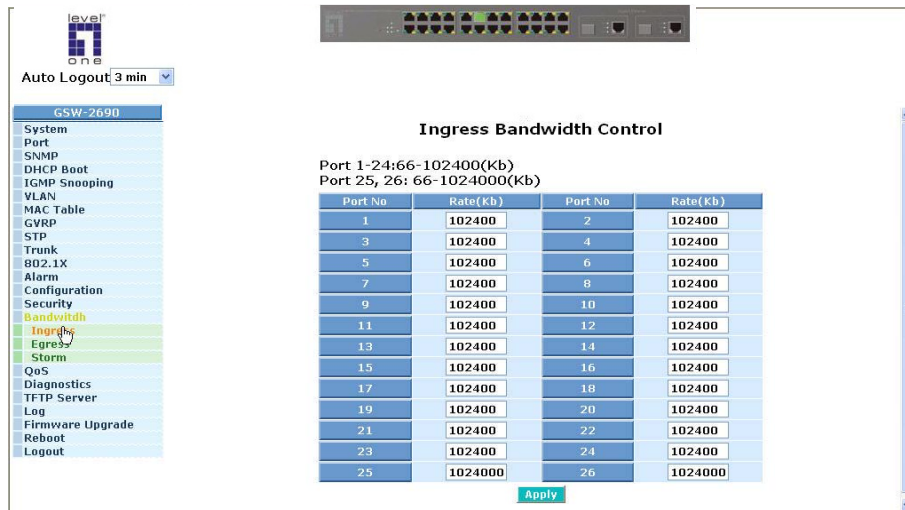 level
one
Auto Logout 3 min
GSW-2690
System
Port
SNMP
DHCP Boot
IGMP Snooping
VLAN
MAC Table
GVRP
STP
Trunk
802.1X
Alarm
Configuration
Security
Bandwitdh
Ingress
Egress
Storm
QoS
Diagnostics
TFTP Server
Log
Firmware Upgrade
Reboot
Logout
Ingress Bandwidth Control
Port 1-24:66-102400(Kb)
Port 25, 26: 66-1024000(Kb)
Port No Rate(Kb) Port No Rate(Kb)
1 102400 2 102400
3 102400 4 102400
5 102400 6 102400
7 102400 8 102400
9 102400 10 102400
11 102400 12 102400
13 102400 14 102400
15 102400 16 102400
17 102400 18 102400
19 102400 20 102400
21 102400 22 102400
23 102400 24 102400
25 1024000 26 1024000
Apply